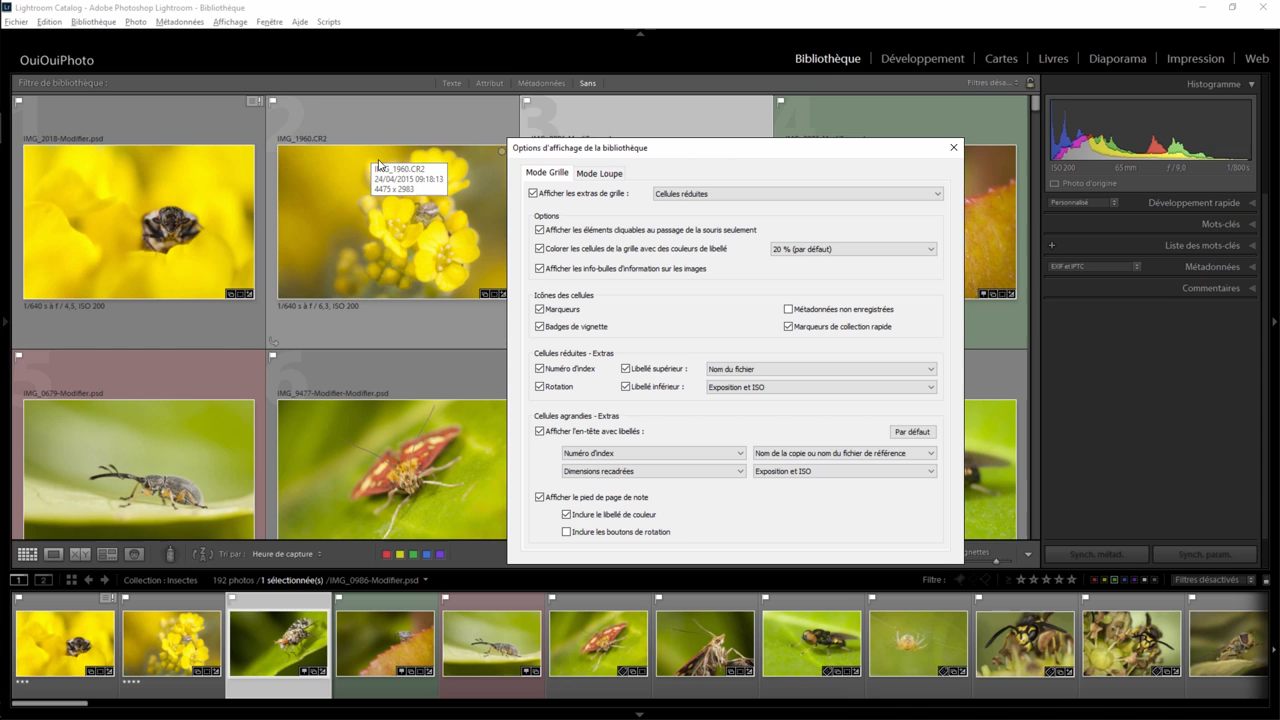 Lightroom Catalog - Adobe Photoshop Lightroom - Bibliothèque
Fichier Edition Bibliothèque Photo Métadonnées Affichage Fenêtre Aide Scripts
OuiOuiPhoto
Bibliothèque Développement Cartes Livres Diaporama Impression Web
Filtre de bibliothèque :
Texte Attribut Métadonnées Sans
Filtres désa...
Histogramme
1
2
3
4
IMG_2018-Modifier.psd
IMG_1960.CR2
IMG_1960.CR2
24/04/2015 09:18:13
4475 x 2983
1/640 s à f / 4,5, ISO 200
1/640 s à f / 6,3, ISO 200
5
6
IMG_0679-Modifier.psd
IMG_9477-Modifier-Modifier.psd
Options d'affichage de la bibliothèque
Mode Grille Mode Loupe
Afficher les extras de grille : Cellules réduites
Options
Afficher les éléments cliquables au passage de la souris seulement
Colorer les cellules de la grille avec des couleurs de libellé 20 % (par défaut)
Afficher les info-bulles d'information sur les images
Icônes des cellules
Marqueurs Métadonnées non enregistrées
Badges de vignette Marqueurs de collection rapide
Cellules réduites - Extras
Numéro d'index Libellé supérieur : Nom du fichier
Rotation Libellé inférieur : Exposition et ISO
Cellules agrandies - Extras
Afficher l'en-tête avec libellés : Par défaut
Numéro d'index Nom de la copie ou nom du fichier de référence
Dimensions recadrées Exposition et ISO
Afficher le pied de page de note
Inclure le libellé de couleur
Inclure les boutons de rotation
ISO 200 f / 9,0 1/800 s
Photo d'origine
Personnalisé Développement rapide
Mots-clés
+ Liste des mots-clés
EXIF et IPTC Métadonnées
Commentaires
X Y
Tri par : Heure de capture
Synch. métad. Synch. param.
1 2 Collection : Insectes 192 photos / 1 sélectionnée(s) / IMG_0986-Modifier.psd
Filtre : Filtres désactivés